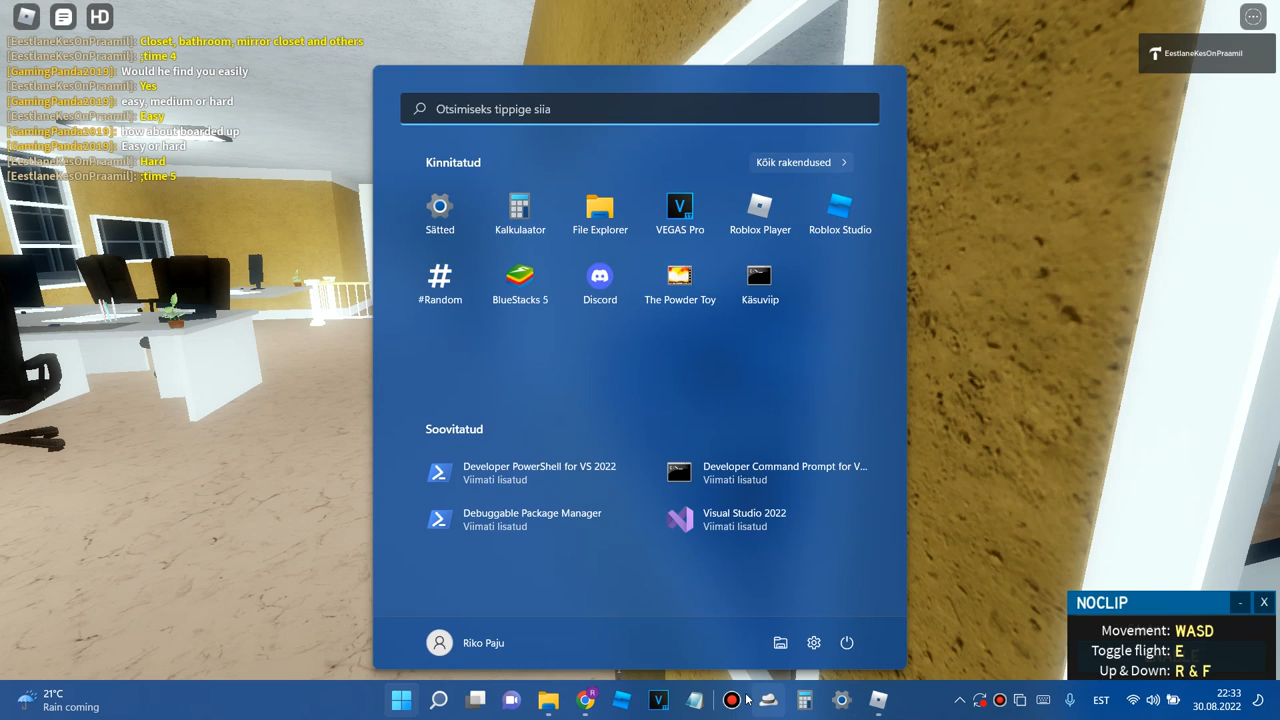 HD
[EestlaneKesOnPraamil]: Closet, bathroom, mirror closet and others
[EestlaneKesOnPraamil]: ;time 4
[GamingPanda2019]: Would he find you easily
[EestlaneKesOnPraamil]: Yes
[GamingPanda2019]: easy, medium or hard
[EestlaneKesOnPraamil]: Easy
[GamingPanda2019]: how about boarded up
[GamingPanda2019]: Easy or hard
[EestlaneKesOnPraamil]: Hard
[EestlaneKesOnPraamil]: ;time 5
EestlaneKesOnPraamil
Otsimiseks tippige siia
Kinnitatud
Kõik rakendused
Sätted
Kalkulaator
File Explorer
VEGAS Pro
Roblox Player
Roblox Studio
#Random
BlueStacks 5
Discord
The Powder Toy
Käsuviip
Soovitatud
Developer PowerShell for VS 2022
Viimati lisatud
Developer Command Prompt for V...
Viimati lisatud
Debuggable Package Manager
Viimati lisatud
Visual Studio 2022
Viimati lisatud
Riko Paju
NOCLIP
- X
Movement: WASD
Toggle flight: E
Up & Down: R & F
21°C
Rain coming
EST
22:33
30.08.2022